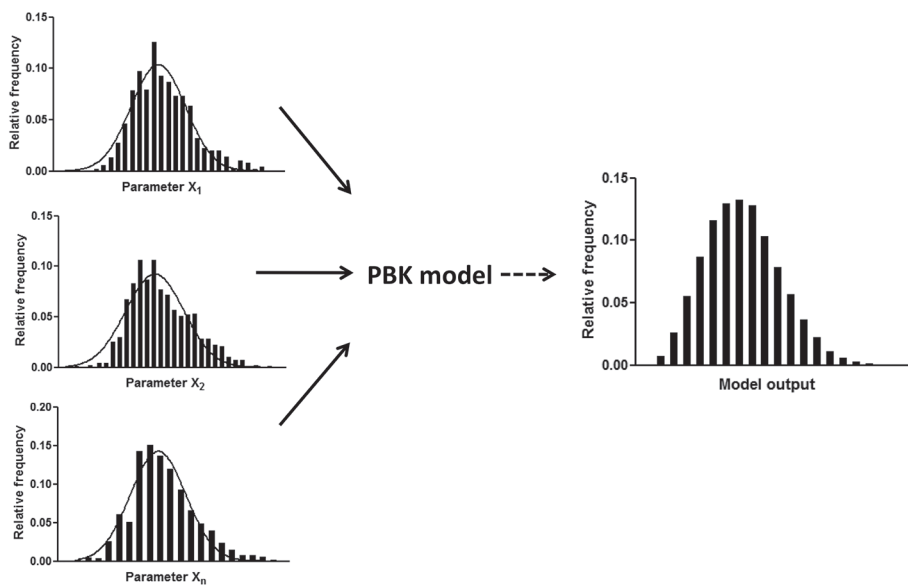 0.15
0.10
0.05
0.00
Relative frequency
Parameter X1
0.15
0.10
0.05
0.00
Relative frequency
Parameter X2
0.20
0.15
0.10
0.05
0.00
Relative frequency
Parameter Xn
PBK model
0.15
0.10
0.05
0.00
Relative frequency
Model output